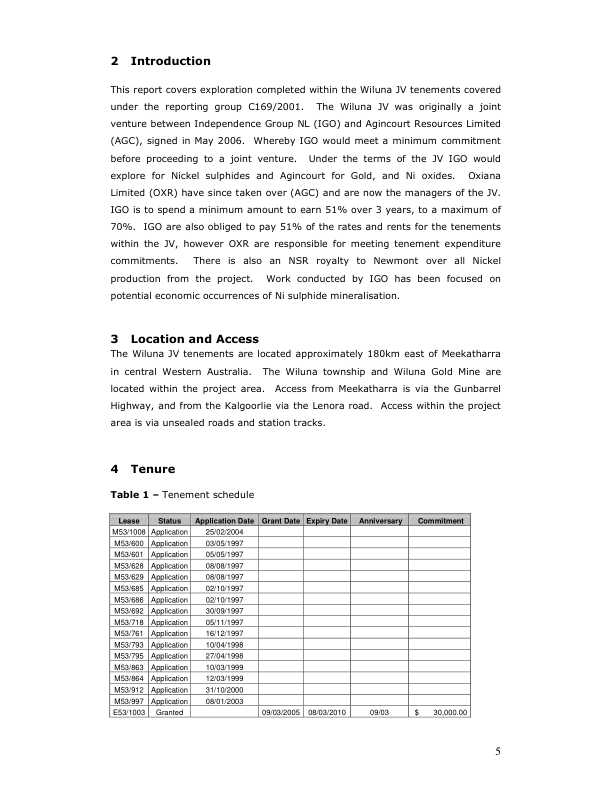 2 Introduction
This report covers exploration completed within the Wiluna JV tenements covered
under the reporting group C169/2001. The Wiluna JV was originally a joint
venture between Independence Group NL (IGO) and Agincourt Resources Limited
(AGC), signed in May 2006. Whereby IGO would meet a minimum commitment
before proceeding to a joint venture. Under the terms of the JV IGO would
explore for Nickel sulphides and Agincourt for Gold, and Ni oxides. Oxiana
Limited (OXR) have since taken over (AGC) and are now the managers of the JV.
IGO is to spend a minimum amount to earn 51% over 3 years, to a maximum of
70%. IGO are also obliged to pay 51% of the rates and rents for the tenements
within the JV, however OXR are responsible for meeting tenement expenditure
commitments. There is also an NSR royalty to Newmont over all Nickel
production from the project. Work conducted by IGO has been focused on
potential economic occurrences of Ni sulphide mineralisation.
3 Location and Access
The Wiluna JV tenements are located approximately 180km east of Meekatharra
in central Western Australia. The Wiluna township and Wiluna Gold Mine are
located within the project area. Access from Meekatharra is via the Gunbarrel
Highway, and from the Kalgoorlie via the Lenora road. Access within the project
area is via unsealed roads and station tracks.
4 Tenure
Table 1 – Tenement schedule
Lease Status Application Date Grant Date Expiry Date Anniversary Commitment
M53/1008 Application 25/02/2004
M53/600 Application 03/05/1997
M53/601 Application 05/05/1997
M53/628 Application 08/08/1997
M53/629 Application 08/08/1997
M53/685 Application 02/10/1997
M53/686 Application 02/10/1997
M53/692 Application 30/09/1997
M53/718 Application 05/11/1997
M53/761 Application 16/12/1997
M53/793 Application 10/04/1998
M53/795 Application 27/04/1998
M53/863 Application 10/03/1999
M53/864 Application 12/03/1999
M53/912 Application 31/10/2000
M53/997 Application 08/01/2003
E53/1003 Granted 09/03/2005 08/03/2010 09/03 $ 30,000.00
5